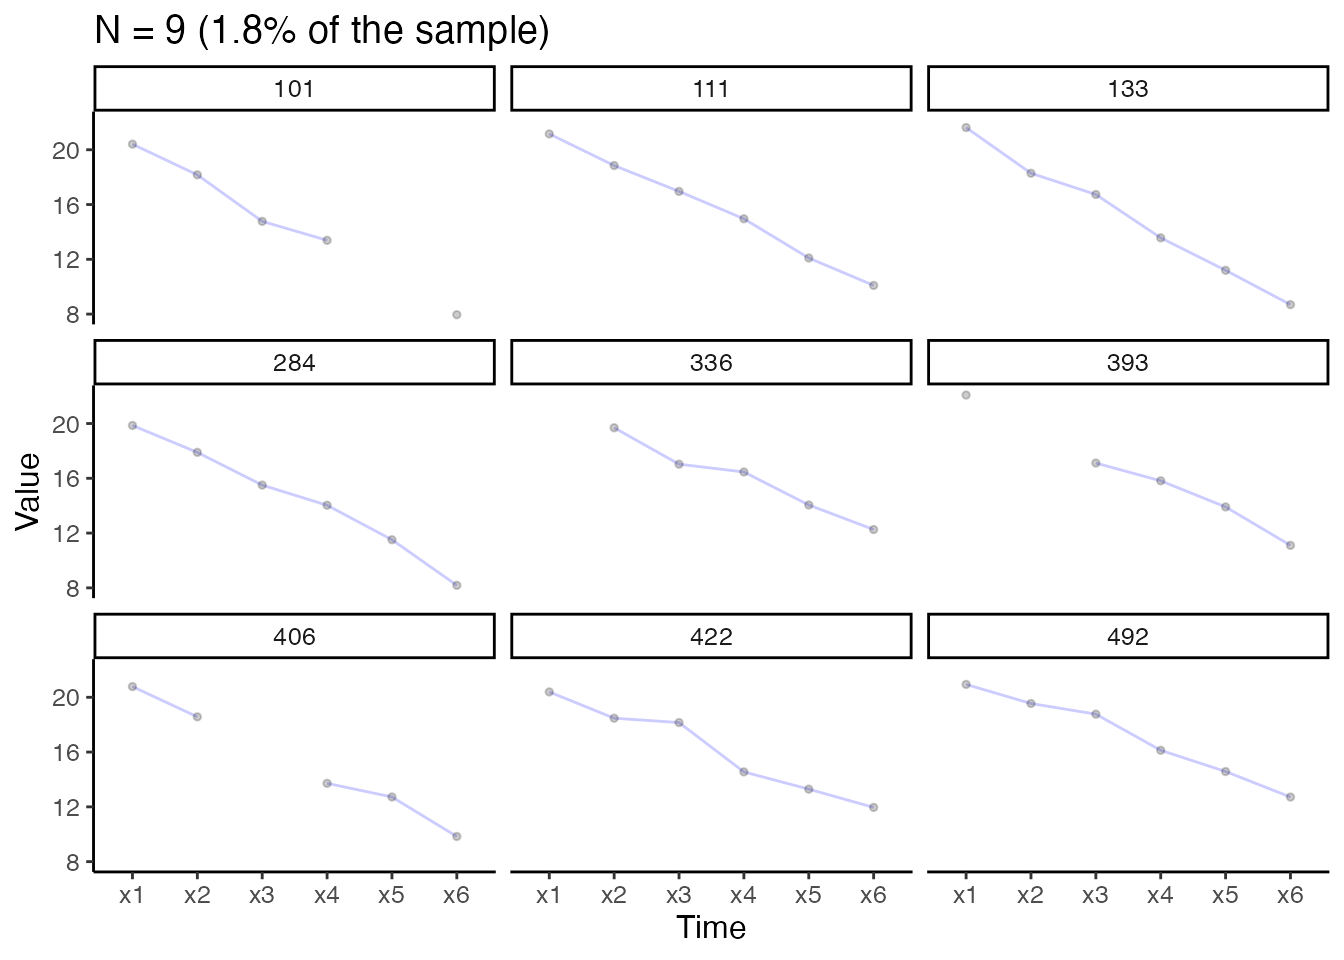 N = 9 (1.8% of the sample)
101 111 133
20
16
12
8
284 336 393
20
16
12
8
Value
406 422 492
20
16
12
8
x1 x2 x3 x4 x5 x6 x1 x2 x3 x4 x5 x6 x1 x2 x3 x4 x5 x6
Time